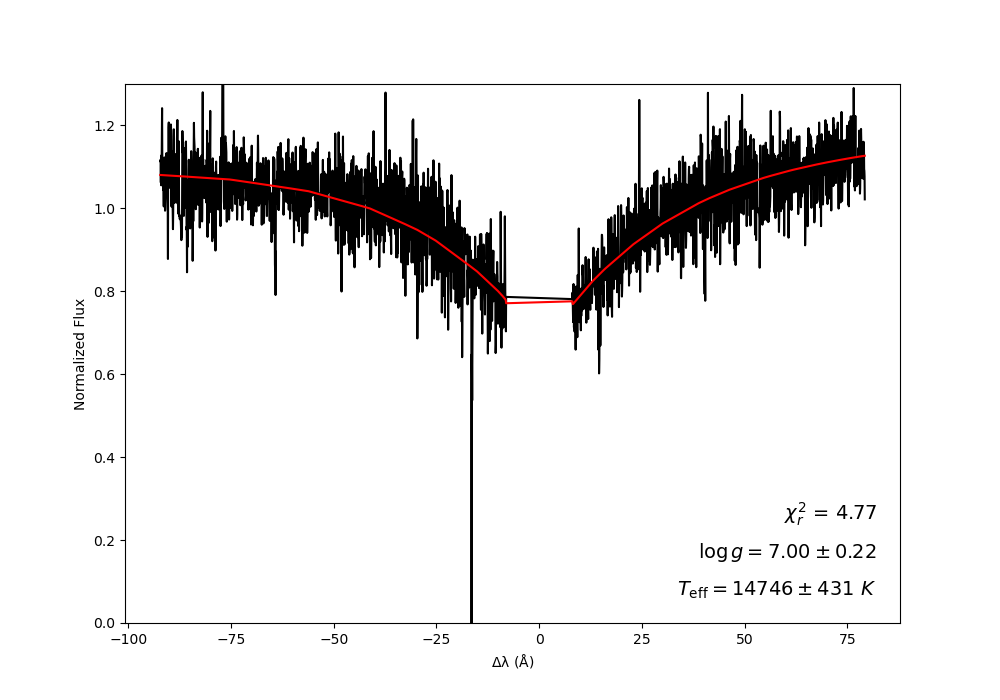 1.2
1.0
0.8
0.6
0.4
0.2
0.0
Normalized Flux
χ²ᵣ = 4.77
log g = 7.00 ± 0.22
T_eff = 14746 ± 431 K
−100 −75 −50 −25 0 25 50 75
Δλ (Å)